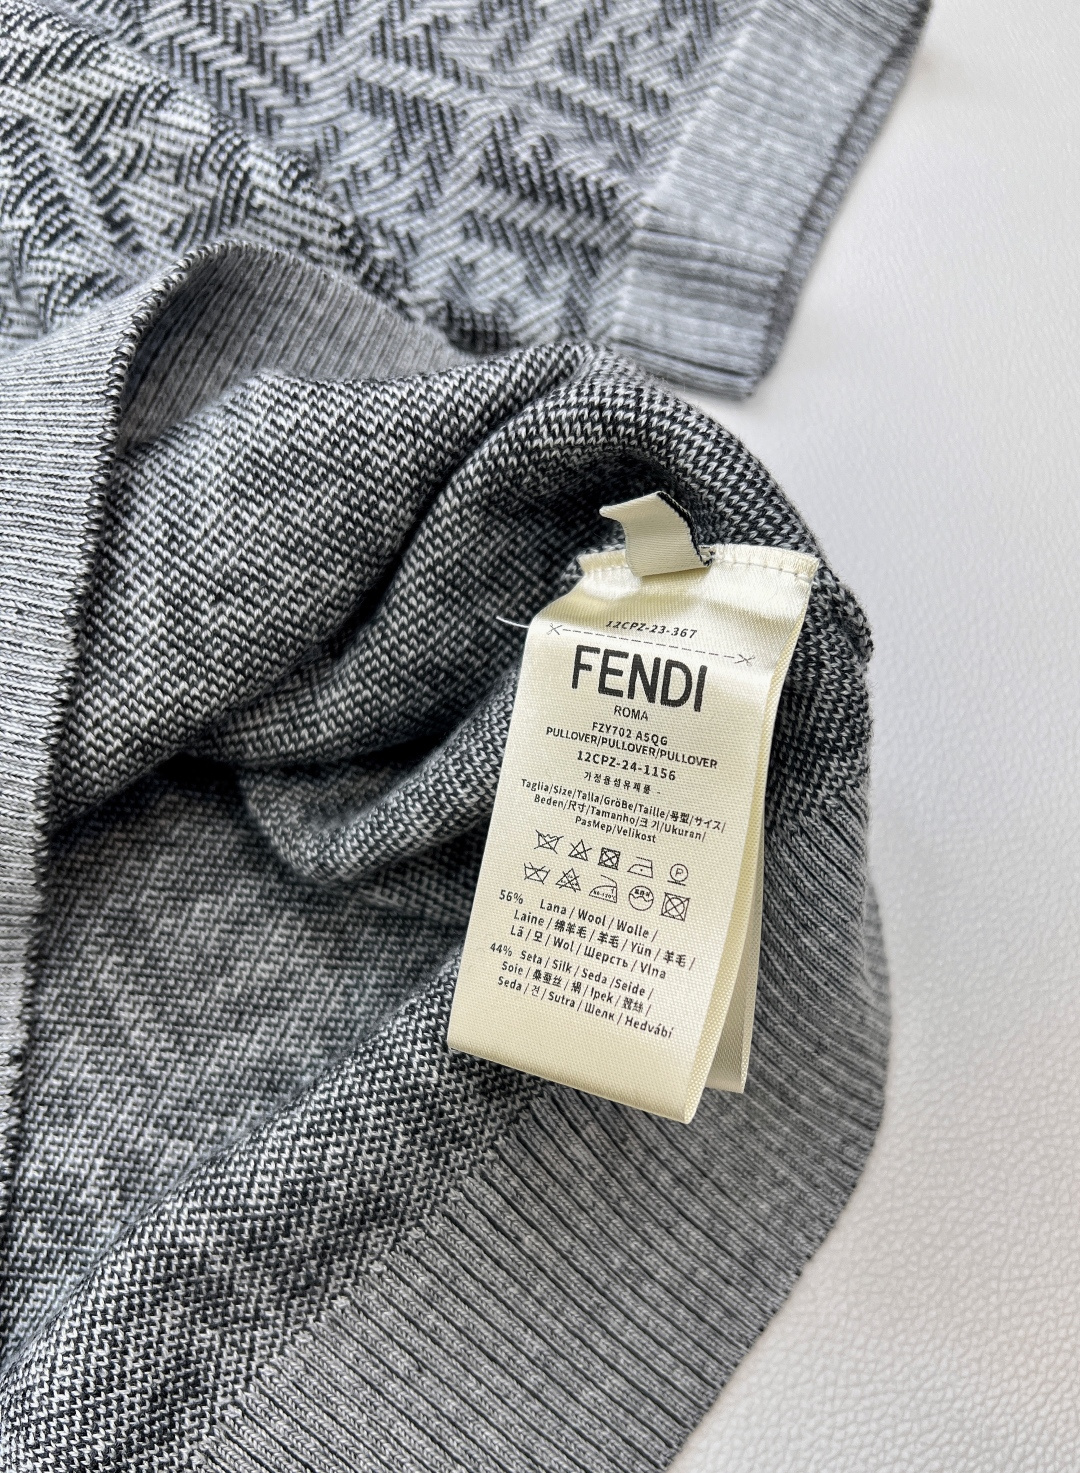 12CPZ-23-367
FENDI
ROMA
FZY702 A5QG
PULLOVER/PULLOVER/PULLOVER
12CPZ-24-1156
가정용섬유제품 -
Taglia/Size/Talla/GröBe/Taille/号型/サイズ/
Beden/尺寸/Tamanho/크기/Ukuran/
PasMep/Velikost
P
56% Lana / Wool / Wolle /
Laine / 绵羊毛 / 羊毛 / Yün / 羊毛 /
Lã / 모 / Wol / Шерсть / Vlna
44% Seta / Silk / Seda /Seide /
Soie / 桑蚕丝 / 絹 / Ipek / 蠶絲 /
Seda / 견 / Sutra / Шелк / Hedvábí